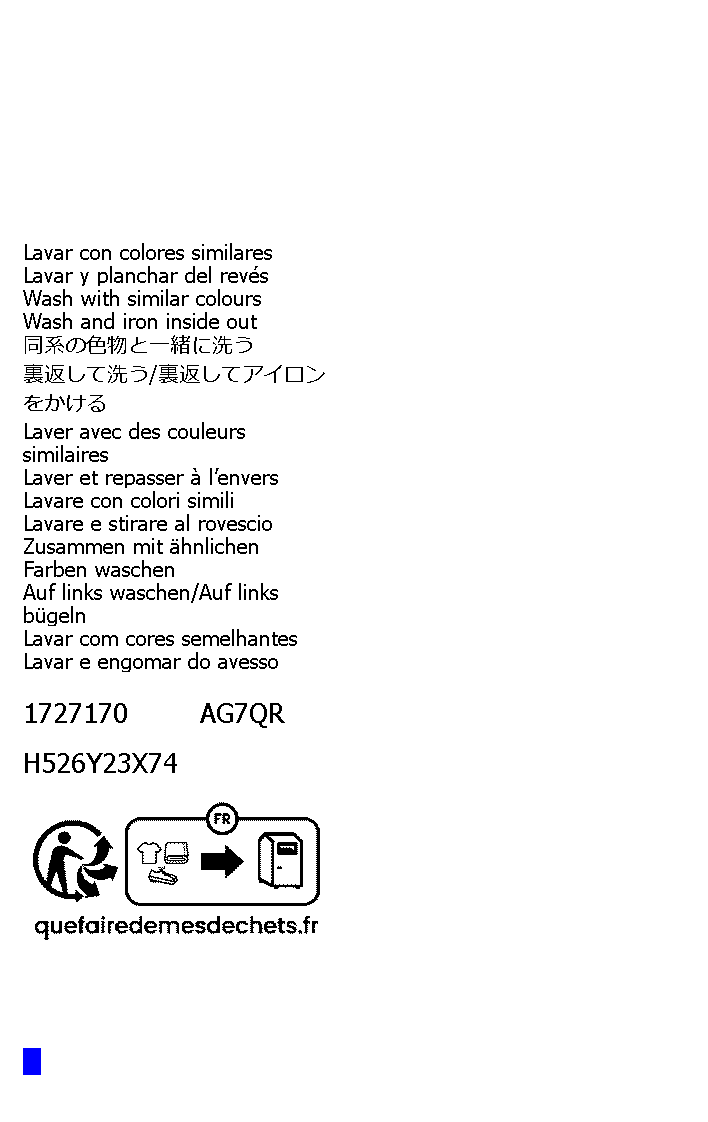 Lavar con colores similares
Lavar y planchar del revés
Wash with similar colours
Wash and iron inside out
同系の色物と一緒に洗う
裏返して洗う/裏返してアイロン
をかける
Laver avec des couleurs
similaires
Laver et repasser à l’envers
Lavare con colori simili
Lavare e stirare al rovescio
Zusammen mit ähnlichen
Farben waschen
Auf links waschen/Auf links
bügeln
Lavar com cores semelhantes
Lavar e engomar do avesso
1727170 AG7QR
H526Y23X74
FR
quefairedemesdechets.fr